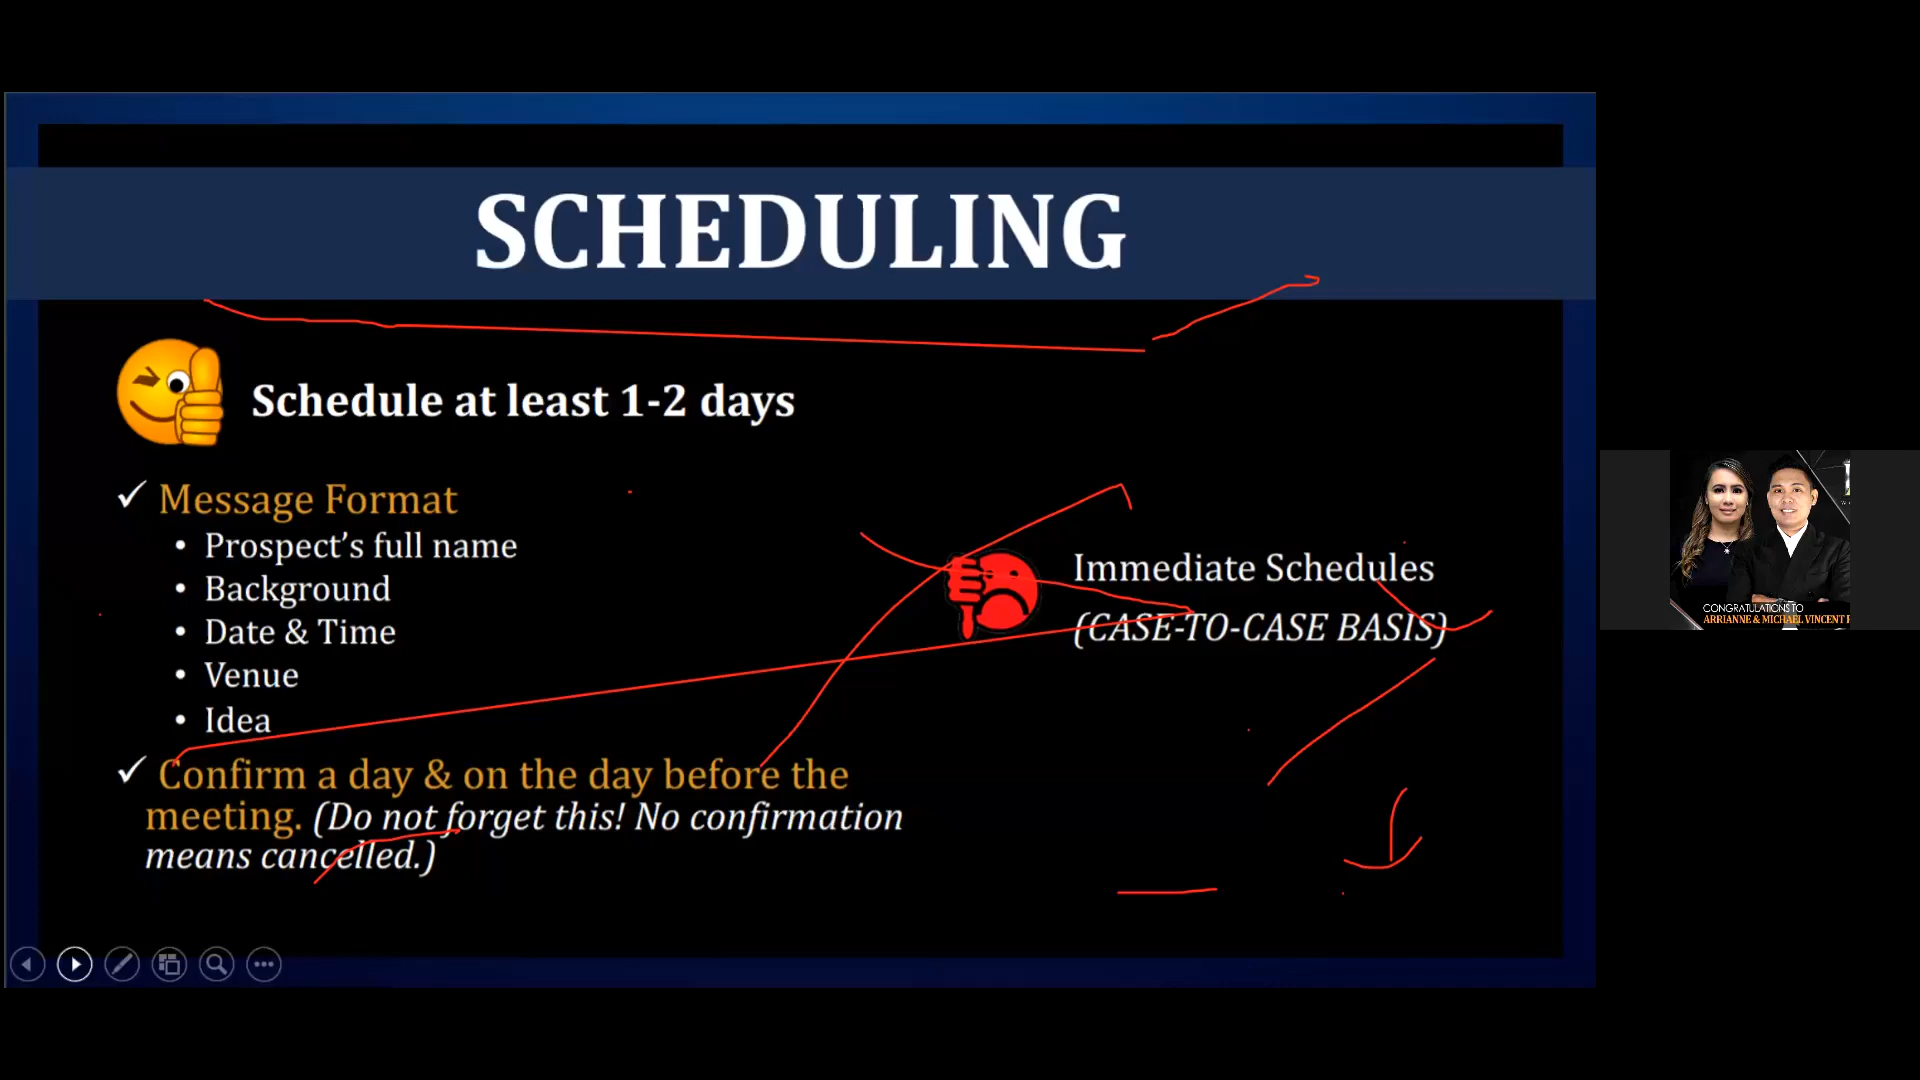 SCHEDULING
Schedule at least 1-2 days
✓ Message Format
• Prospect’s full name
• Background
• Date & Time
• Venue
• Idea
✓ Confirm a day & on the day before the
meeting. (Do not forget this! No confirmation
means cancelled.)
Immediate Schedules
(CASE-TO-CASE BASIS)
CONGRATULATIONS TO
ARRIANNE & MICHAEL VINCENT